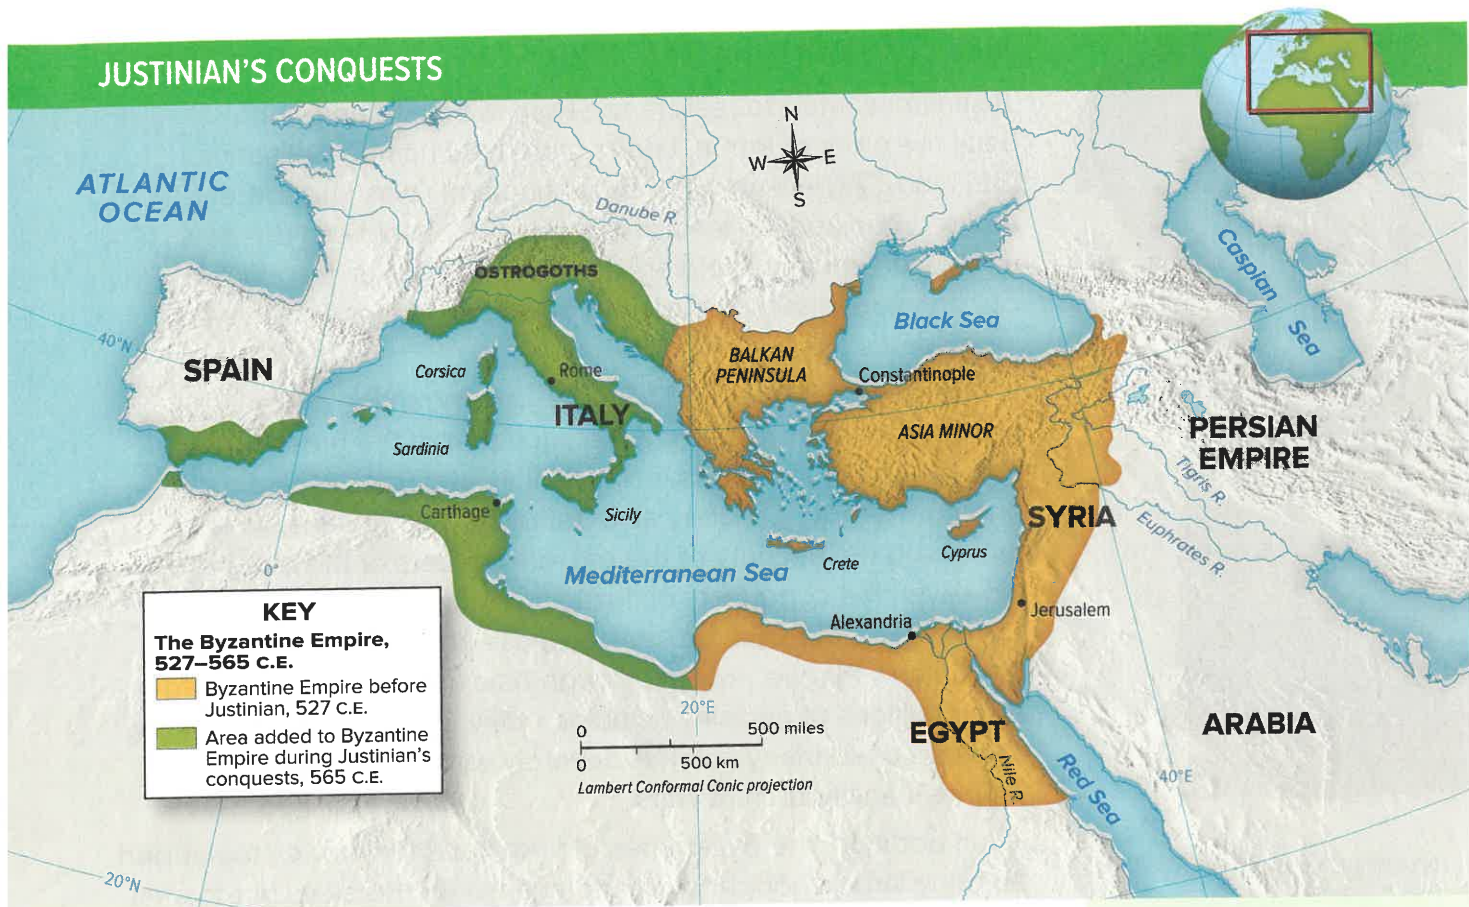 JUSTINIAN'S CONQUESTS
N
W
E
S
ATLANTIC
OCEAN
Danube R.
Caspian
Sea
OSTROGOTHS
Black Sea
40°N
SPAIN
Corsica
Rome
BALKAN
PENINSULA
Constantinople
ITALY
ASIA MINOR
PERSIAN
EMPIRE
Sardinia
Tigris R.
Carthage
Sicily
SYRIA
Euphrates R.
Crete
Cyprus
Mediterranean Sea
0°
Jerusalem
Alexandria
KEY
The Byzantine Empire,
527–565 C.E.
Byzantine Empire before
Justinian, 527 C.E.
Area added to Byzantine
Empire during Justinian's
conquests, 565 C.E.
20°E
0
500 miles
0
500 km
Lambert Conformal Conic projection
EGYPT
Nile R.
Red Sea
ARABIA
40°E
20°N